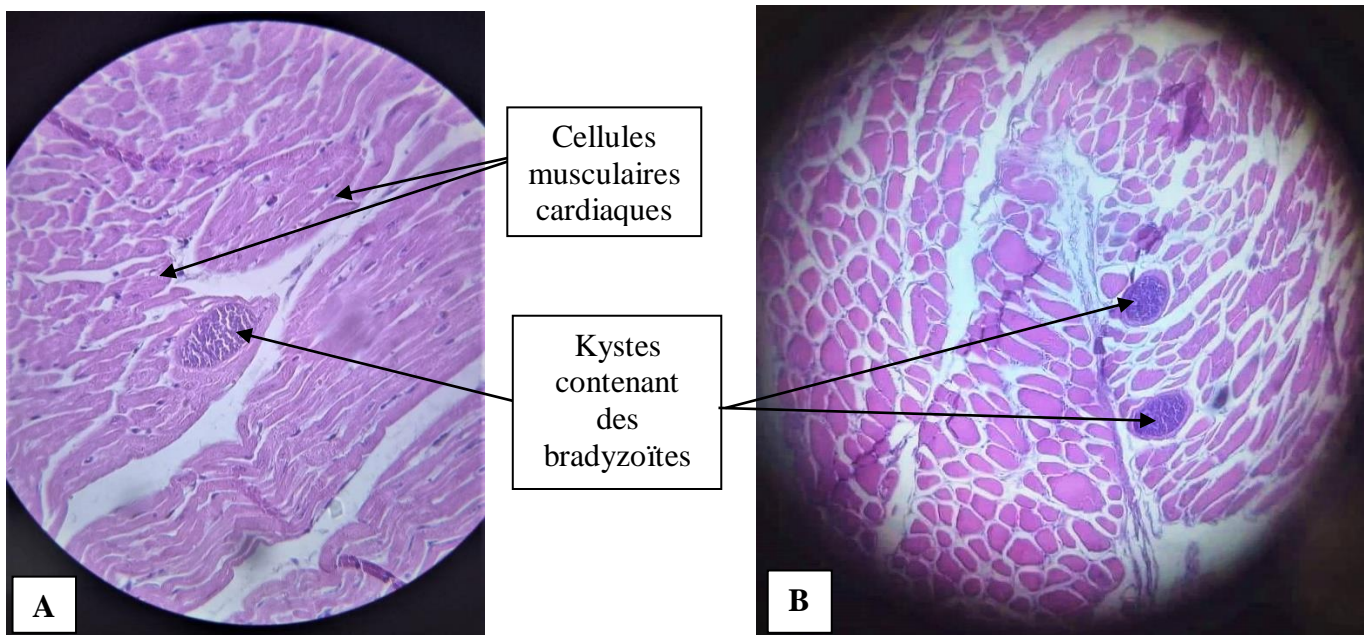 Cellules
musculaires
cardiaques
Kystes
contenant
des
bradyzoïtes
A
B